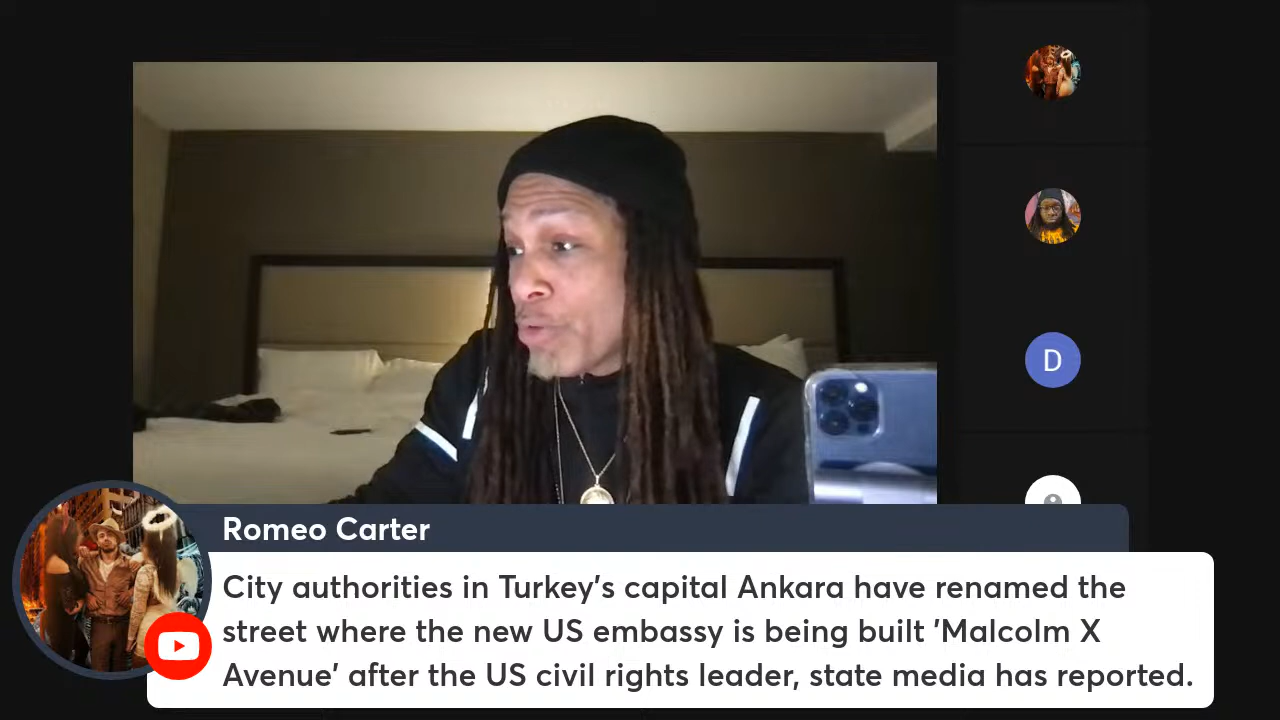 D
Romeo Carter
City authorities in Turkey's capital Ankara have renamed the
street where the new US embassy is being built 'Malcolm X
Avenue' after the US civil rights leader, state media has reported.